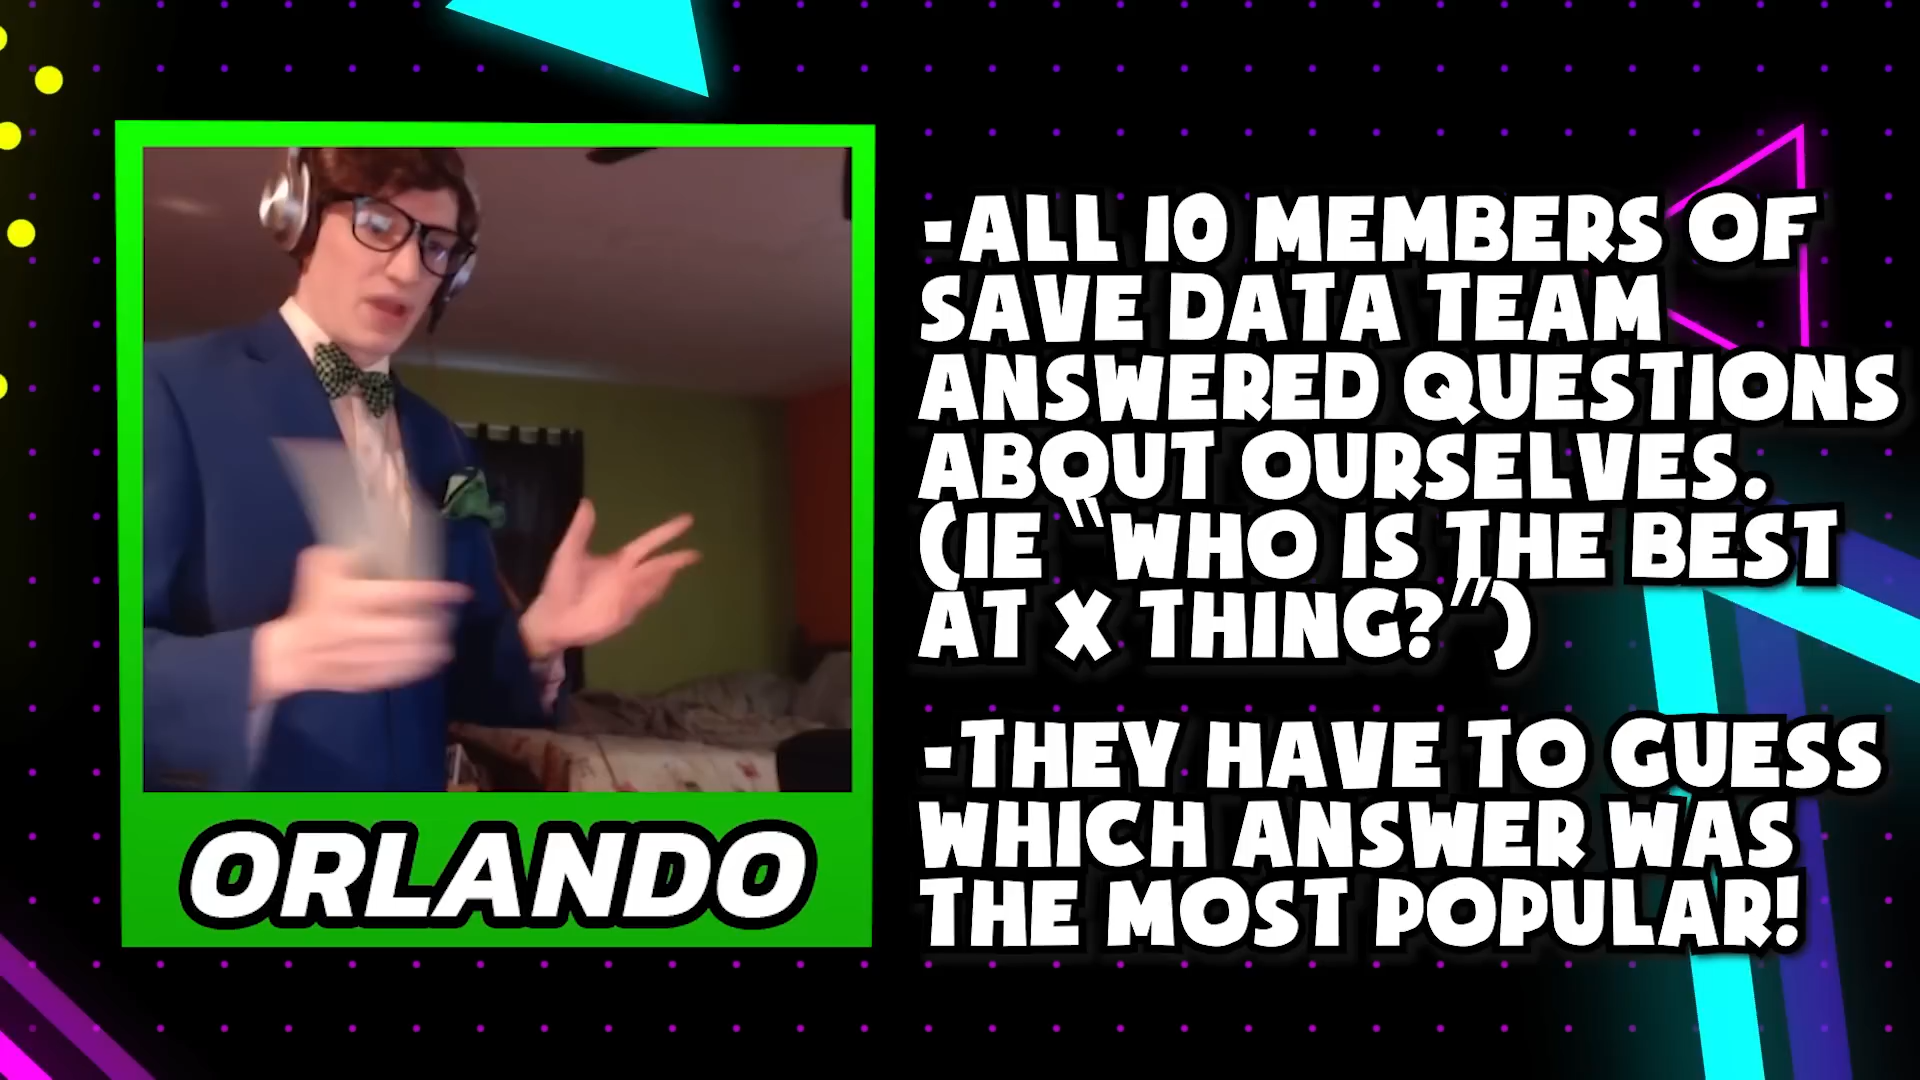 -ALL 10 MEMBERS OF
SAVE DATA TEAM
ANSWERED QUESTIONS
ABOUT OURSELVES.
(IE "WHO IS THE BEST
AT X THING?")
-THEY HAVE TO GUESS
WHICH ANSWER WAS
THE MOST POPULAR!
ORLANDO